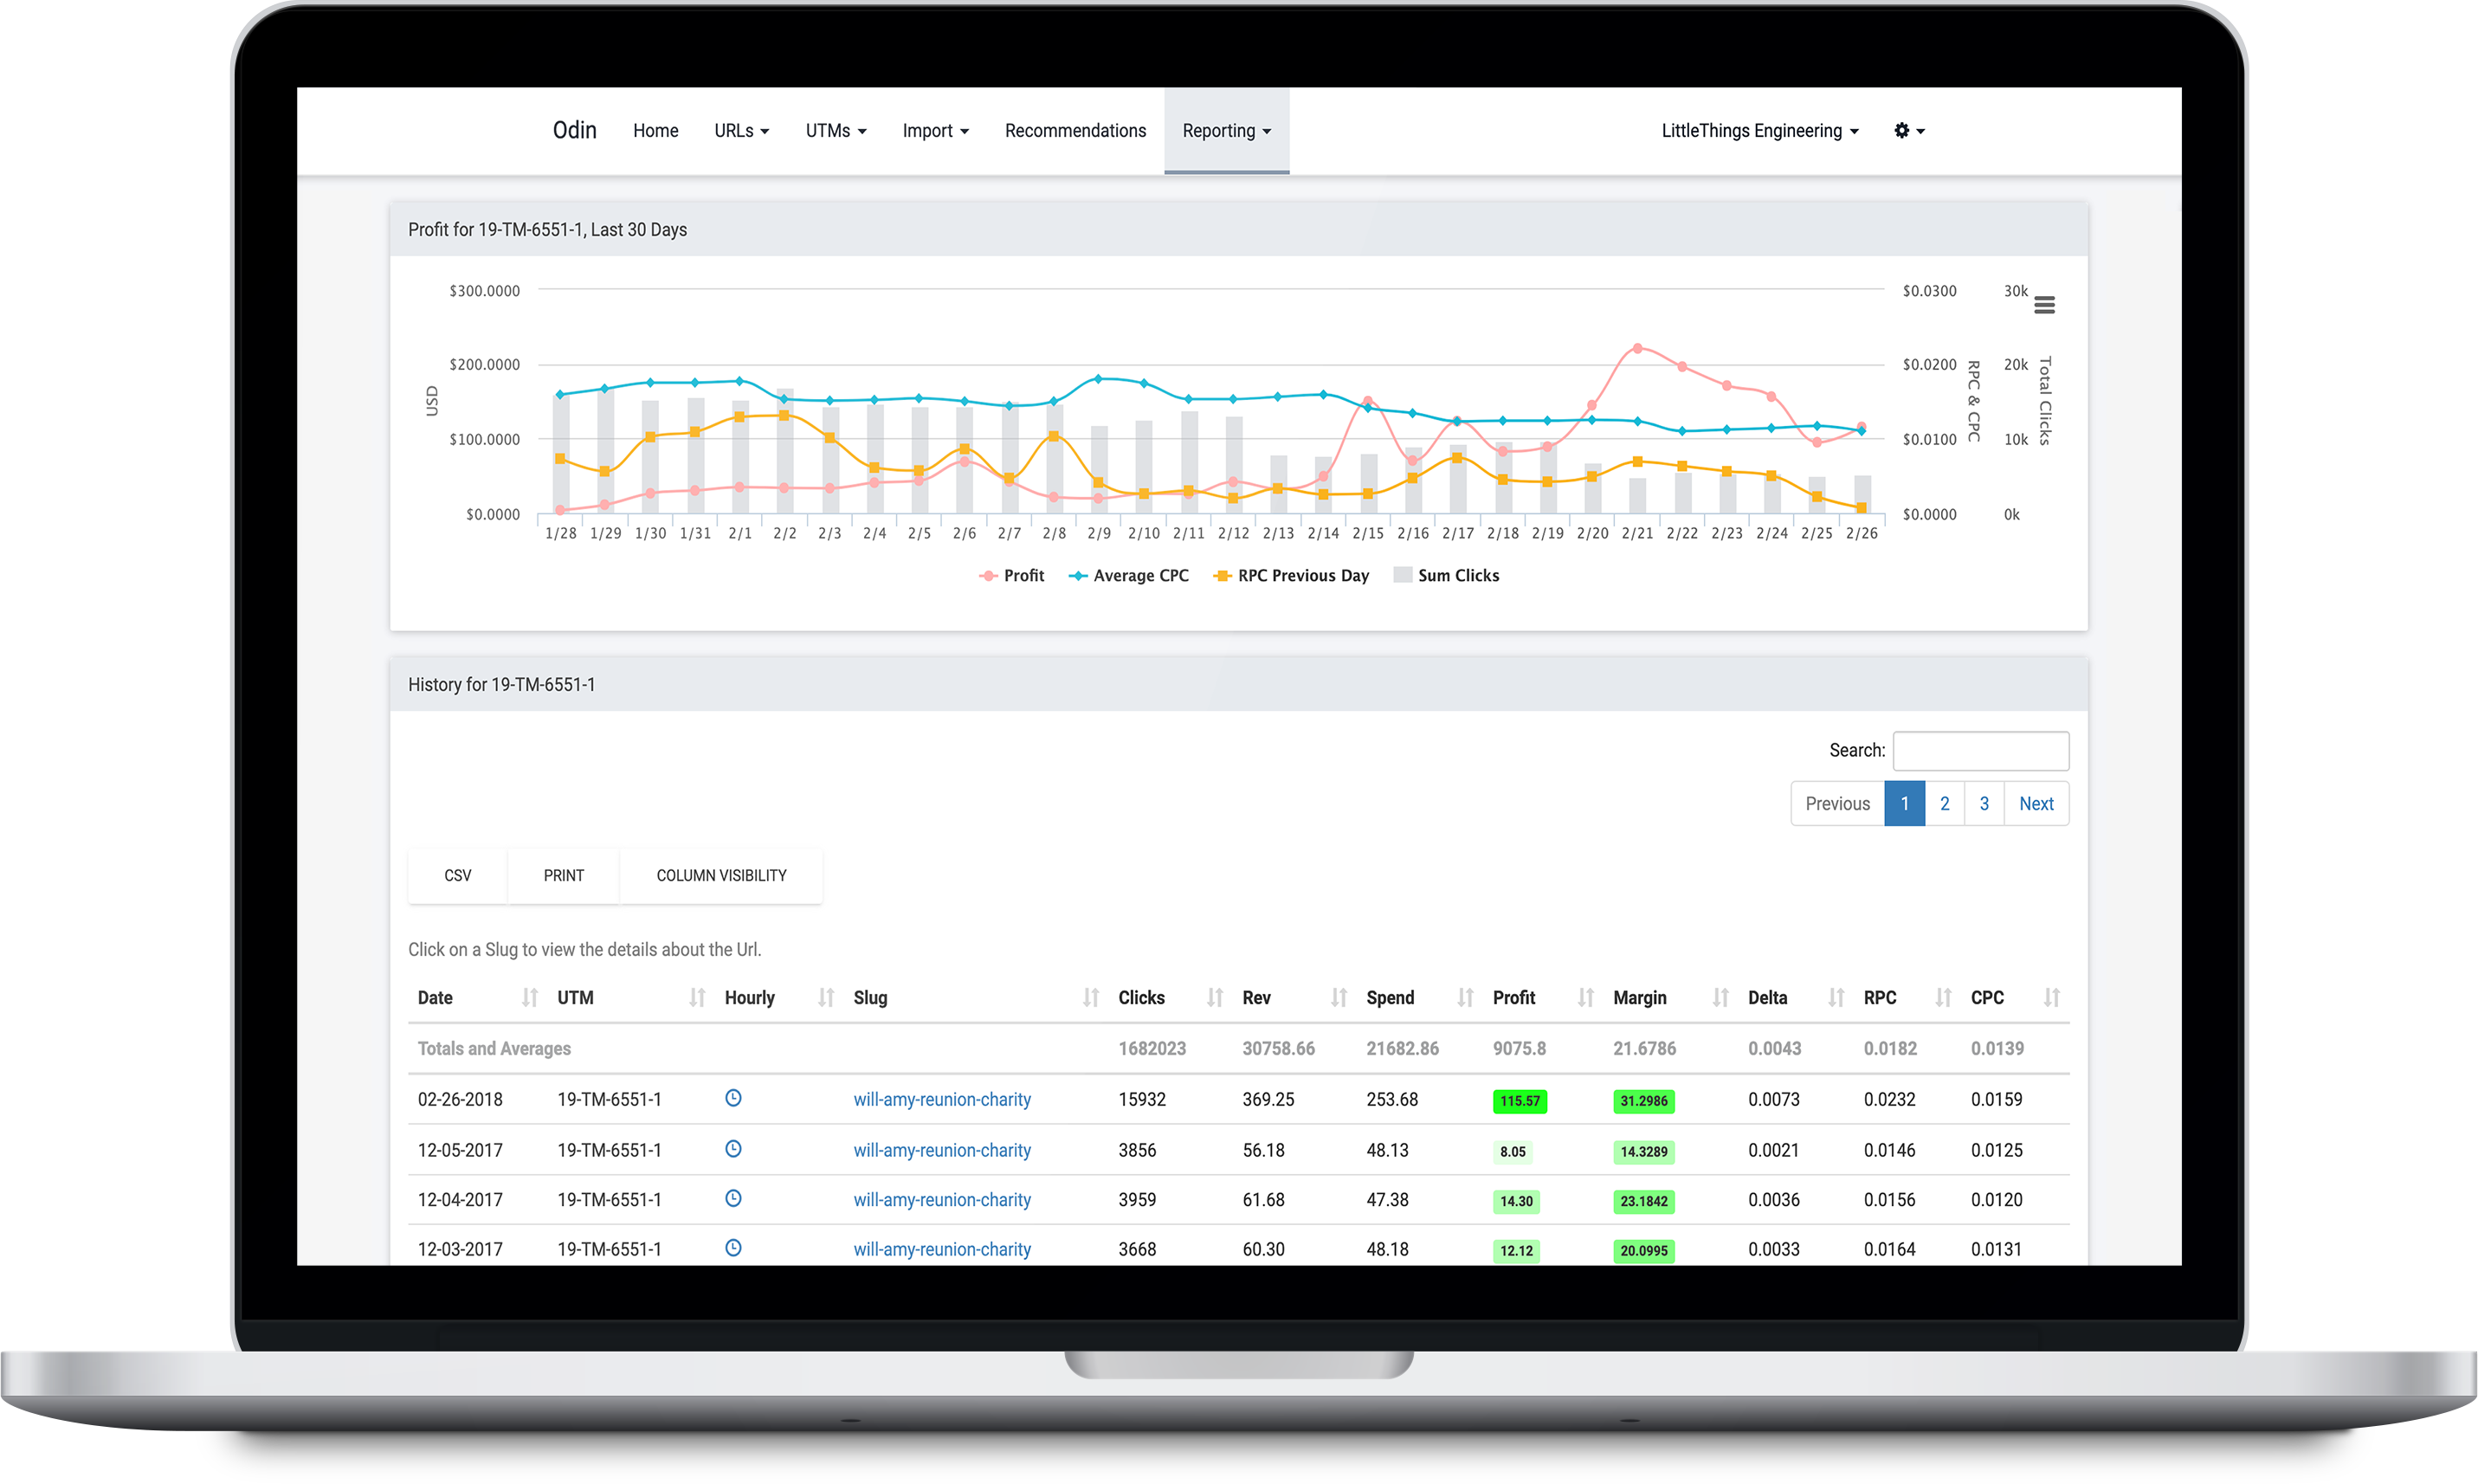 Odin Home URLs UTMs Import Recommendations Reporting LittleThings Engineering
Profit for 19-TM-6551-1, Last 30 Days
$300.0000 $0.0300 30k
$200.0000 $0.0200 20k
USD RPC & CPC Total Clicks
$100.0000 $0.0100 10k
$0.0000 $0.0000 0k
1/28 1/29 1/30 1/31 2/1 2/2 2/3 2/4 2/5 2/6 2/7 2/8 2/9 2/10 2/11 2/12 2/13 2/14 2/15 2/16 2/17 2/18 2/19 2/20 2/21 2/22 2/23 2/24 2/25 2/26
Profit Average CPC RPC Previous Day Sum Clicks
History for 19-TM-6551-1
Search:
Previous 1 2 3 Next
CSV PRINT COLUMN VISIBILITY
Click on a Slug to view the details about the Url.
Date UTM Hourly Slug Clicks Rev Spend Profit Margin Delta RPC CPC
Totals and Averages 1682023 30758.66 21682.86 9075.8 21.6786 0.0043 0.0182 0.0139
02-26-2018 19-TM-6551-1 will-amy-reunion-charity 15932 369.25 253.68 115.57 31.2986 0.0073 0.0232 0.0159
12-05-2017 19-TM-6551-1 will-amy-reunion-charity 3856 56.18 48.13 8.05 14.3289 0.0021 0.0146 0.0125
12-04-2017 19-TM-6551-1 will-amy-reunion-charity 3959 61.68 47.38 14.30 23.1842 0.0036 0.0156 0.0120
12-03-2017 19-TM-6551-1 will-amy-reunion-charity 3668 60.30 48.18 12.12 20.0995 0.0033 0.0164 0.0131